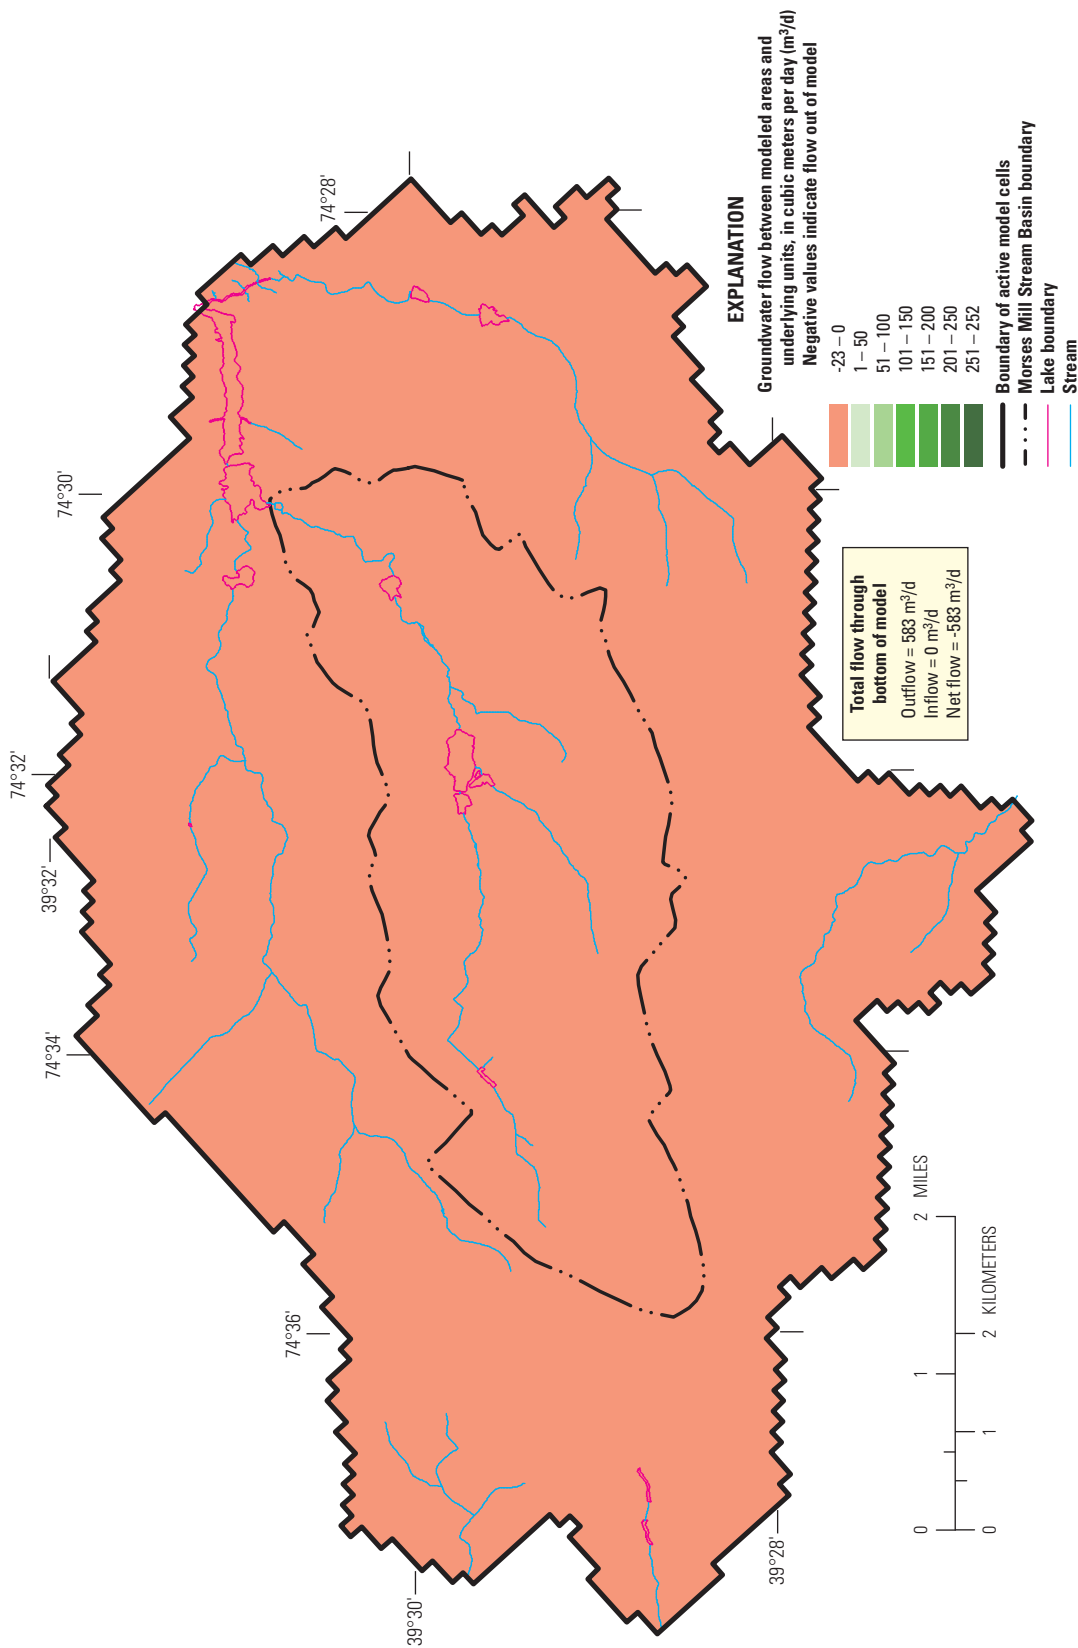 74°28'
74°30'
74°32'
39°32'
74°34'
74°36'
39°30'
39°28'
EXPLANATION
Groundwater flow between modeled areas and
underlying units, in cubic meters per day (m³/d)
Negative values indicate flow out of model
-23 – 0
1 – 50
51 – 100
101 – 150
151 – 200
201 – 250
251 – 252
Boundary of active model cells
Morses Mill Stream Basin boundary
Lake boundary
Stream
Total flow through
bottom of model
Outflow = 583 m³/d
Inflow = 0 m³/d
Net flow = -583 m³/d
0 1 2 MILES
0 1 2 KILOMETERS